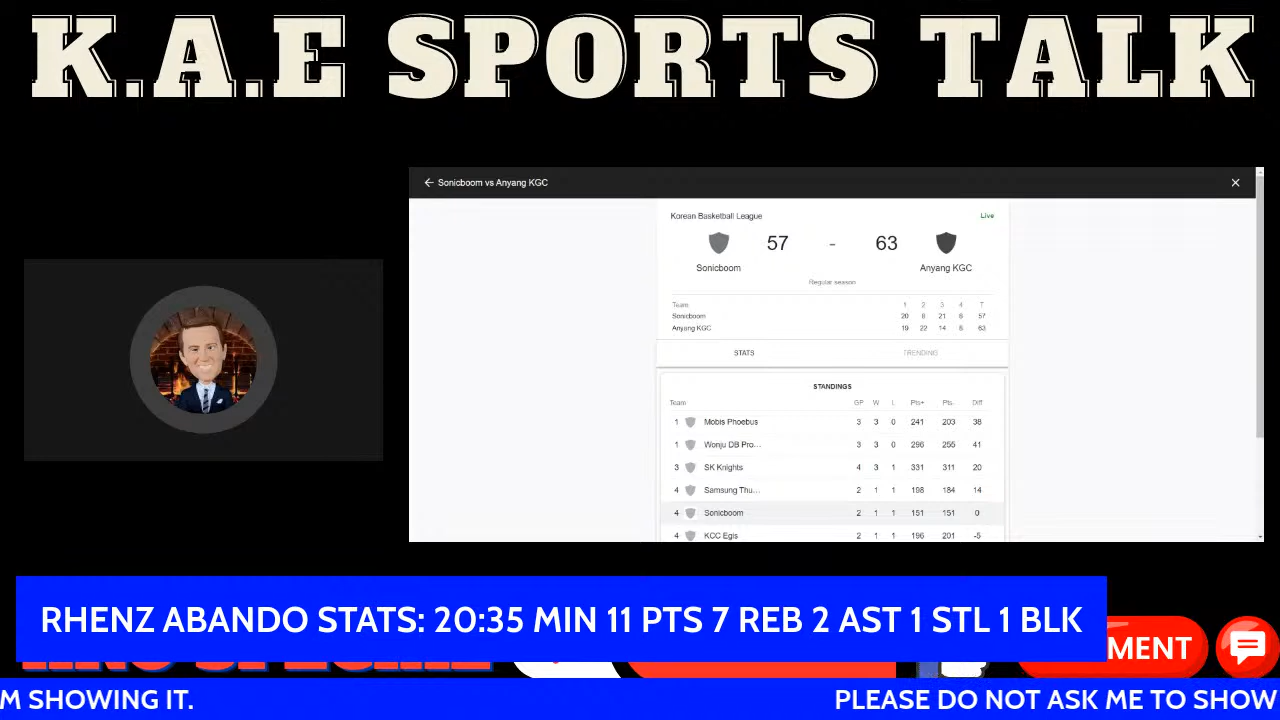 K.A.E SPORTS TALK
Sonicboom vs Anyang KGC
Korean Basketball League Live
57 - 63
Sonicboom Anyang KGC
Regular season
Team 1 2 3 4 T
Sonicboom 20 8 21 8 57
Anyang KGC 19 22 14 8 63
STATS TRENDING
STANDINGS
Team GP W L Pts+ Pts- Diff
1 Mobis Phoebus 3 3 0 241 203 38
1 Wonju DB Pro... 3 3 0 296 255 41
3 SK Knights 4 3 1 331 311 20
4 Samsung Thu... 2 1 1 198 184 14
4 Sonicboom 2 1 1 151 151 0
4 KCC Egis 2 1 1 196 201 -5
RHENZ ABANDO STATS: 20:35 MIN 11 PTS 7 REB 2 AST 1 STL 1 BLK
MENT
M SHOWING IT. PLEASE DO NOT ASK ME TO SHOW